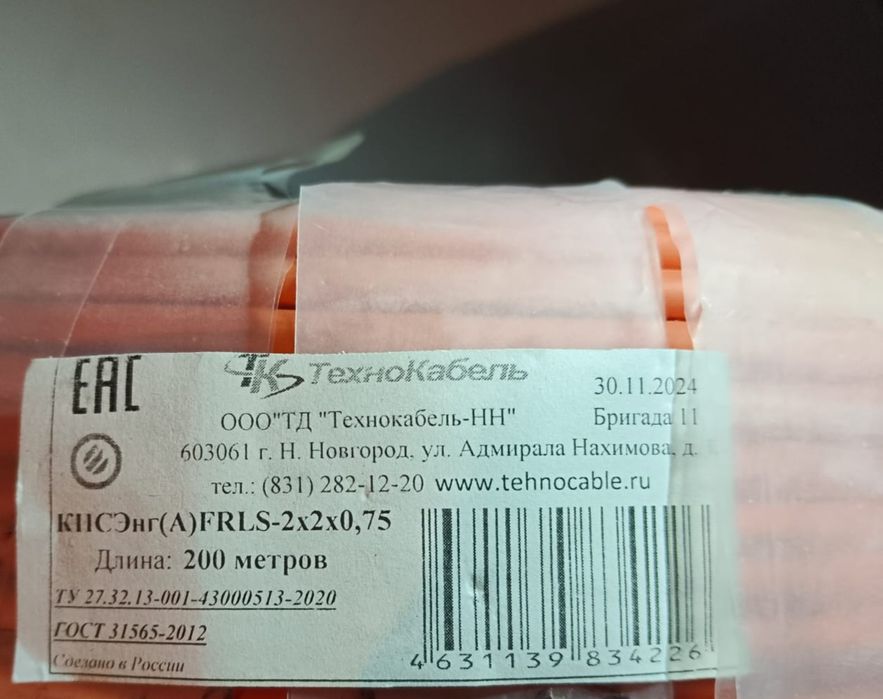 EAC
ТК ТехноКабель
30.11.2024
ООО"ТД "Технокабель-НН"
Бригада 11
603061 г. Н. Новгород. ул. Адмирала Нахимова, д.
тел.: (831) 282-12-20 www.tehnocable.ru
КПСЭнг(А)FRLS-2х2х0,75
Длина: 200 метров
ТУ 27.32.13-001-43000513-2020
ГОСТ 31565-2012
Сделано в России
4631139834226